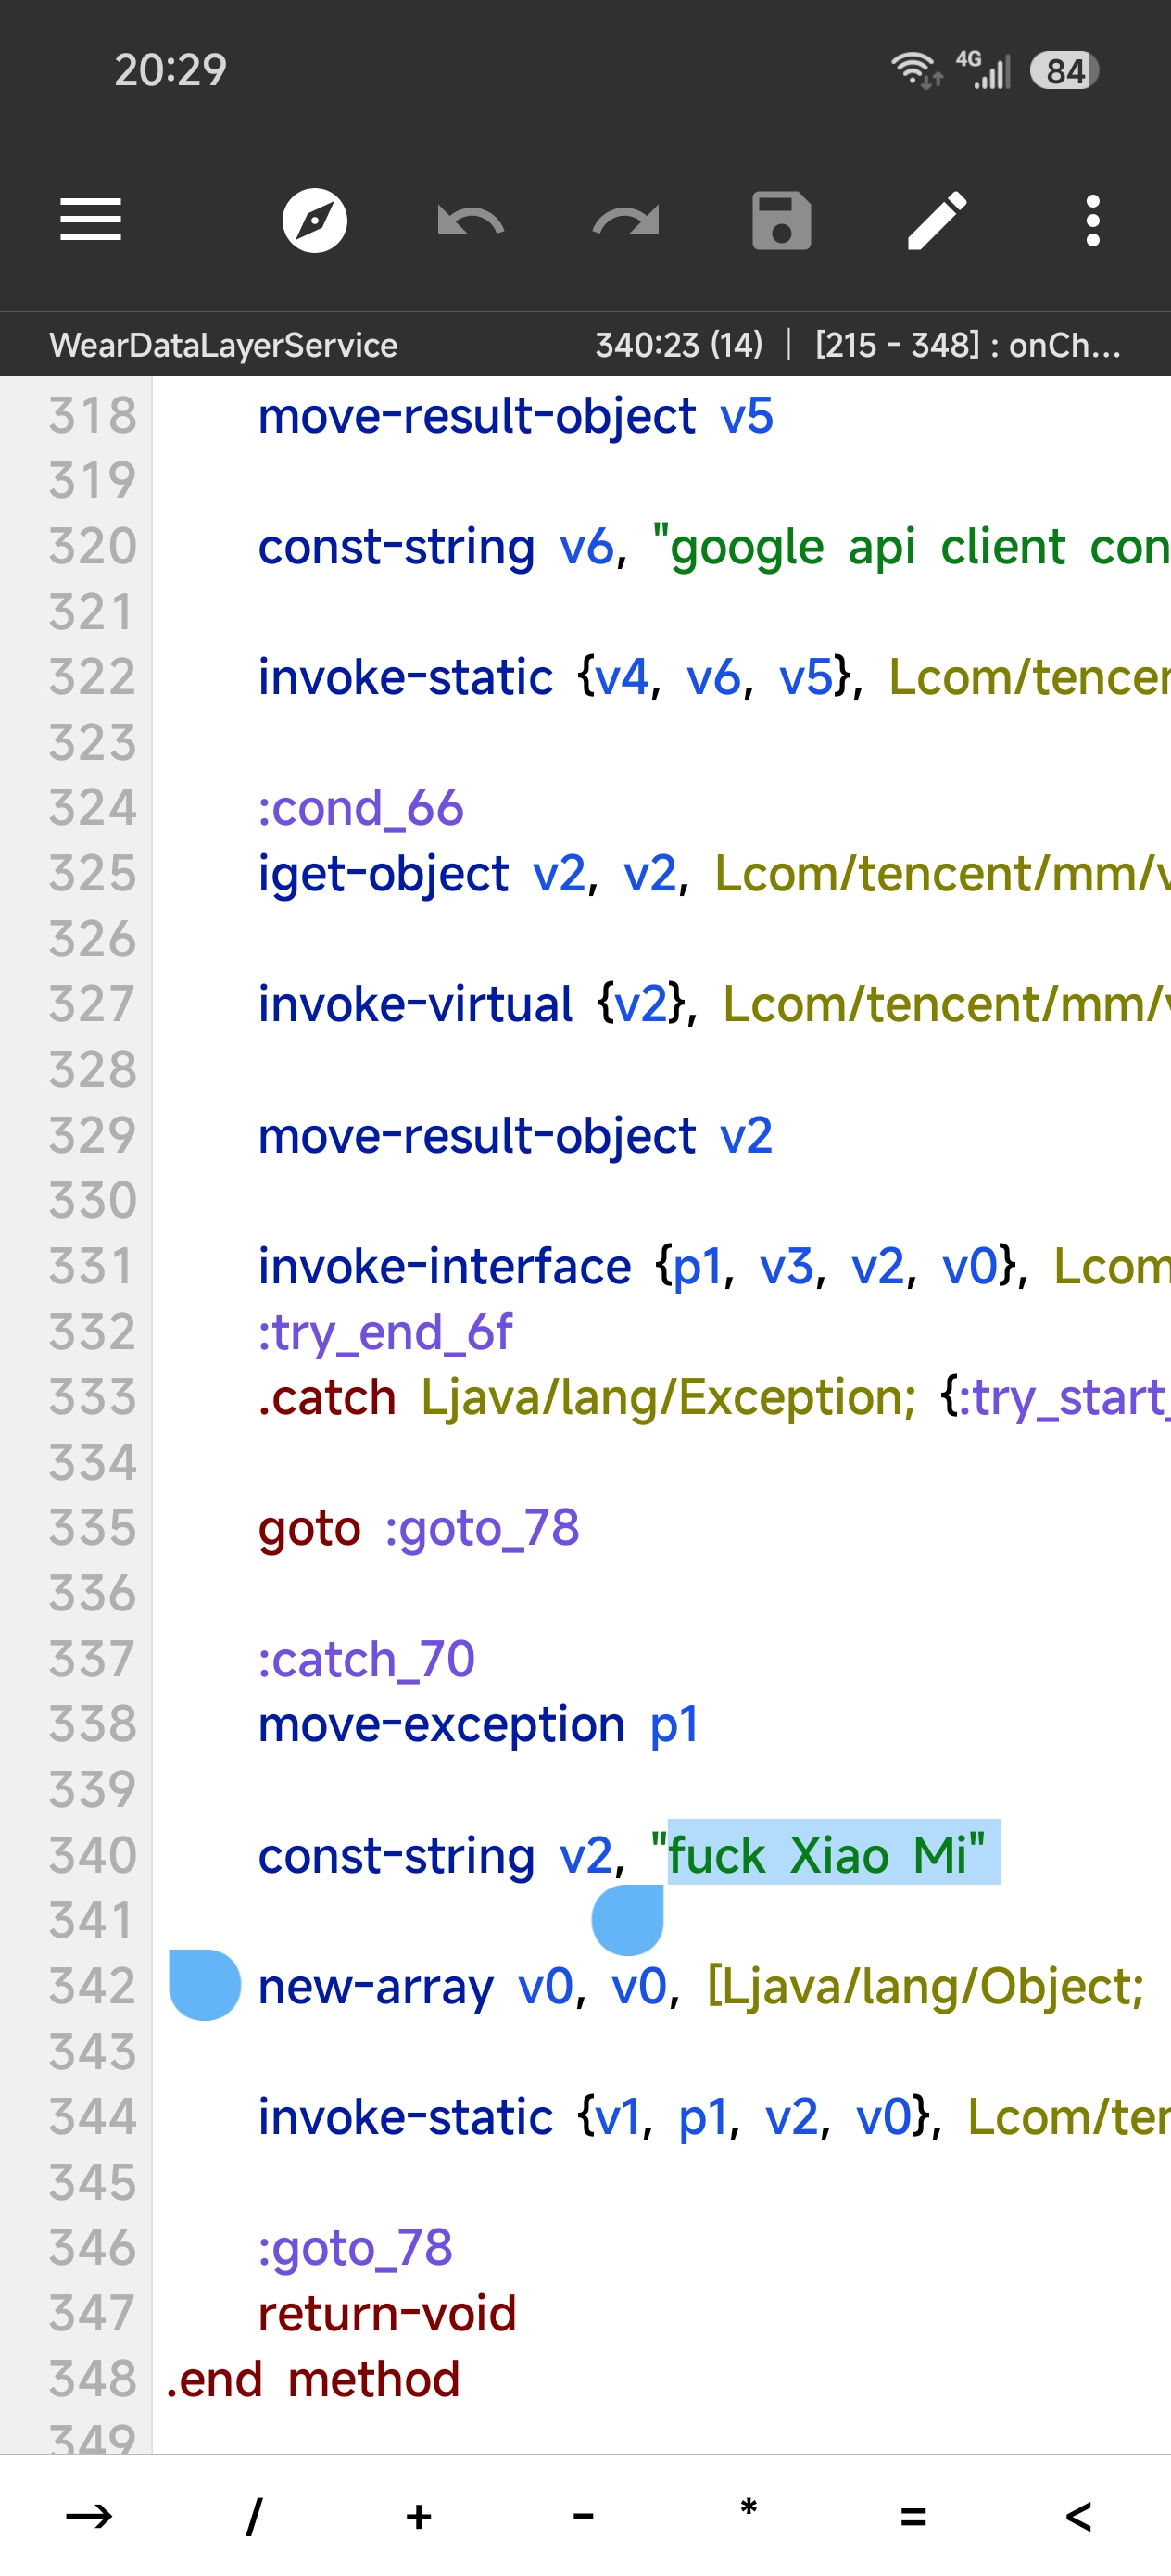 20:29
4G
84
WearDataLayerService 340:23 (14) | [215 - 348] : onCh...
318 move-result-object v5
319
320 const-string v6, "google api client con
321
322 invoke-static {v4, v6, v5}, Lcom/tencer
323
324 :cond_66
325 iget-object v2, v2, Lcom/tencent/mm/v
326
327 invoke-virtual {v2}, Lcom/tencent/mm/v
328
329 move-result-object v2
330
331 invoke-interface {p1, v3, v2, v0}, Lcom
332 :try_end_6f
333 .catch Ljava/lang/Exception; {:try_start_
334
335 goto :goto_78
336
337 :catch_70
338 move-exception p1
339
340 const-string v2, "fuck Xiao Mi"
341
342 new-array v0, v0, [Ljava/lang/Object;
343
344 invoke-static {v1, p1, v2, v0}, Lcom/ter
345
346 :goto_78
347 return-void
348 .end method
349
→ / + - * = <